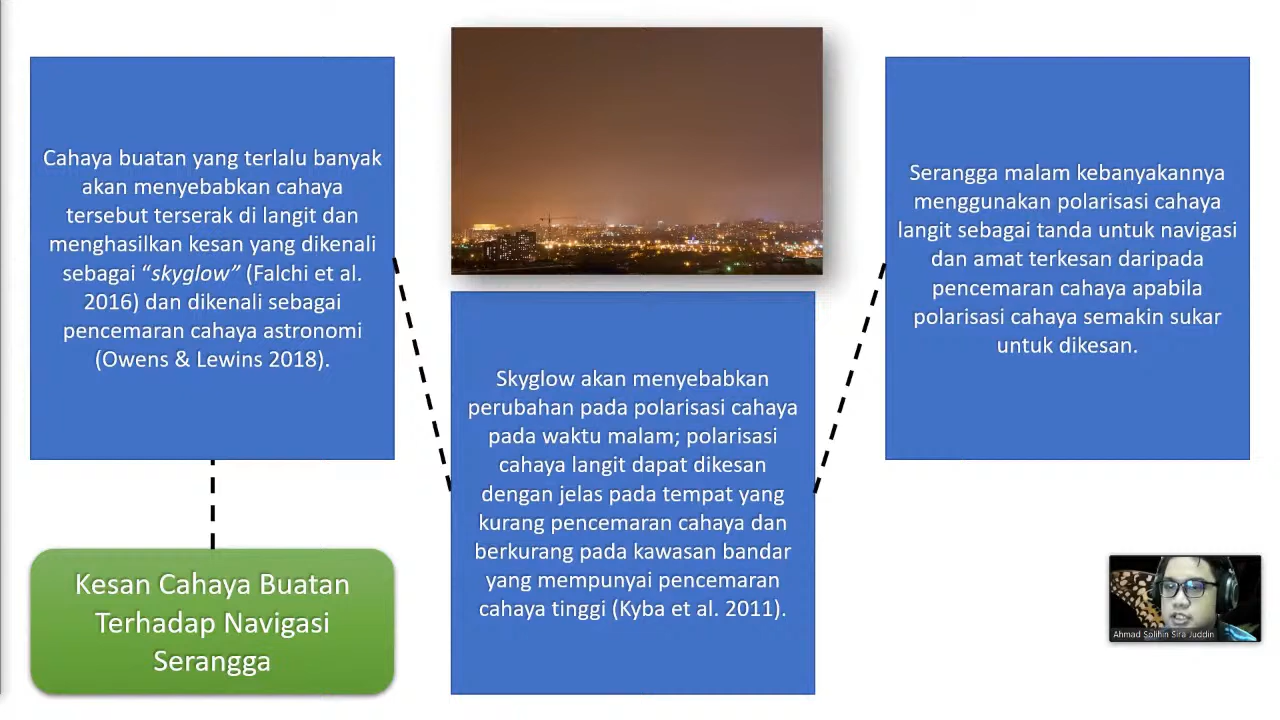 Cahaya buatan yang terlalu banyak
akan menyebabkan cahaya
tersebut terserak di langit dan
menghasilkan kesan yang dikenali
sebagai “skyglow” (Falchi et al.
2016) dan dikenali sebagai
pencemaran cahaya astronomi
(Owens & Lewins 2018).
Kesan Cahaya Buatan
Terhadap Navigasi
Serangga
Skyglow akan menyebabkan
perubahan pada polarisasi cahaya
pada waktu malam; polarisasi
cahaya langit dapat dikesan
dengan jelas pada tempat yang
kurang pencemaran cahaya dan
berkurang pada kawasan bandar
yang mempunyai pencemaran
cahaya tinggi (Kyba et al. 2011).
Serangga malam kebanyakannya
menggunakan polarisasi cahaya
langit sebagai tanda untuk navigasi
dan amat terkesan daripada
pencemaran cahaya apabila
polarisasi cahaya semakin sukar
untuk dikesan.
Ahmad Solihin Sira Juddin